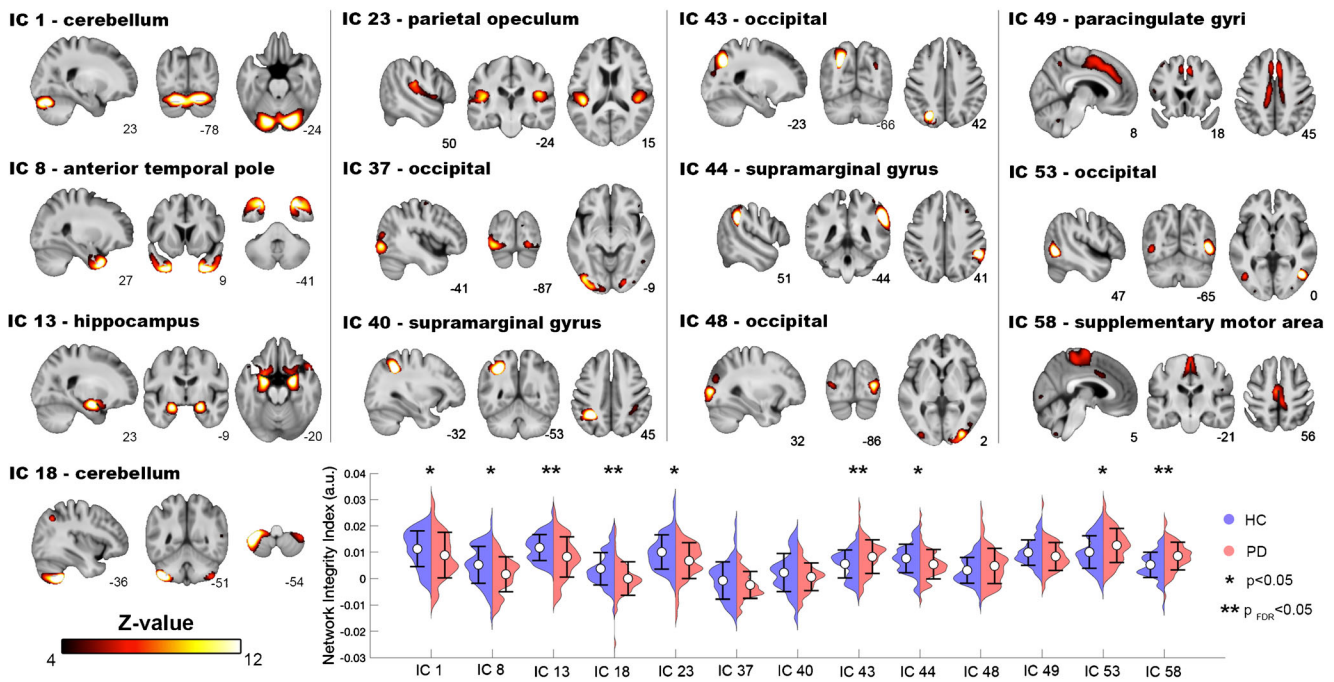 IC 1 - cerebellum
23 -78 -24
IC 8 - anterior temporal pole
27 9 -41
IC 13 - hippocampus
23 -9 -20
IC 18 - cerebellum
-36 -51 -54
IC 23 - parietal opeculum
50 -24 15
IC 37 - occipital
-41 -87 -9
IC 40 - supramarginal gyrus
-32 -53 45
IC 43 - occipital
-23 -66 42
IC 44 - supramarginal gyrus
51 -44 41
IC 48 - occipital
32 -86 2
IC 49 - paracingulate gyri
8 18 45
IC 53 - occipital
47 -65 0
IC 58 - supplementary motor area
5 -21 56
Z-value
4 12
Network Integrity Index (a.u.)
0.04
0.03
0.02
0.01
0
-0.01
-0.02
-0.03
* * ** ** * ** * * **
IC 1 IC 8 IC 13 IC 18 IC 23 IC 37 IC 40 IC 43 IC 44 IC 48 IC 49 IC 53 IC 58
HC
PD
* p<0.05
** p FDR<0.05